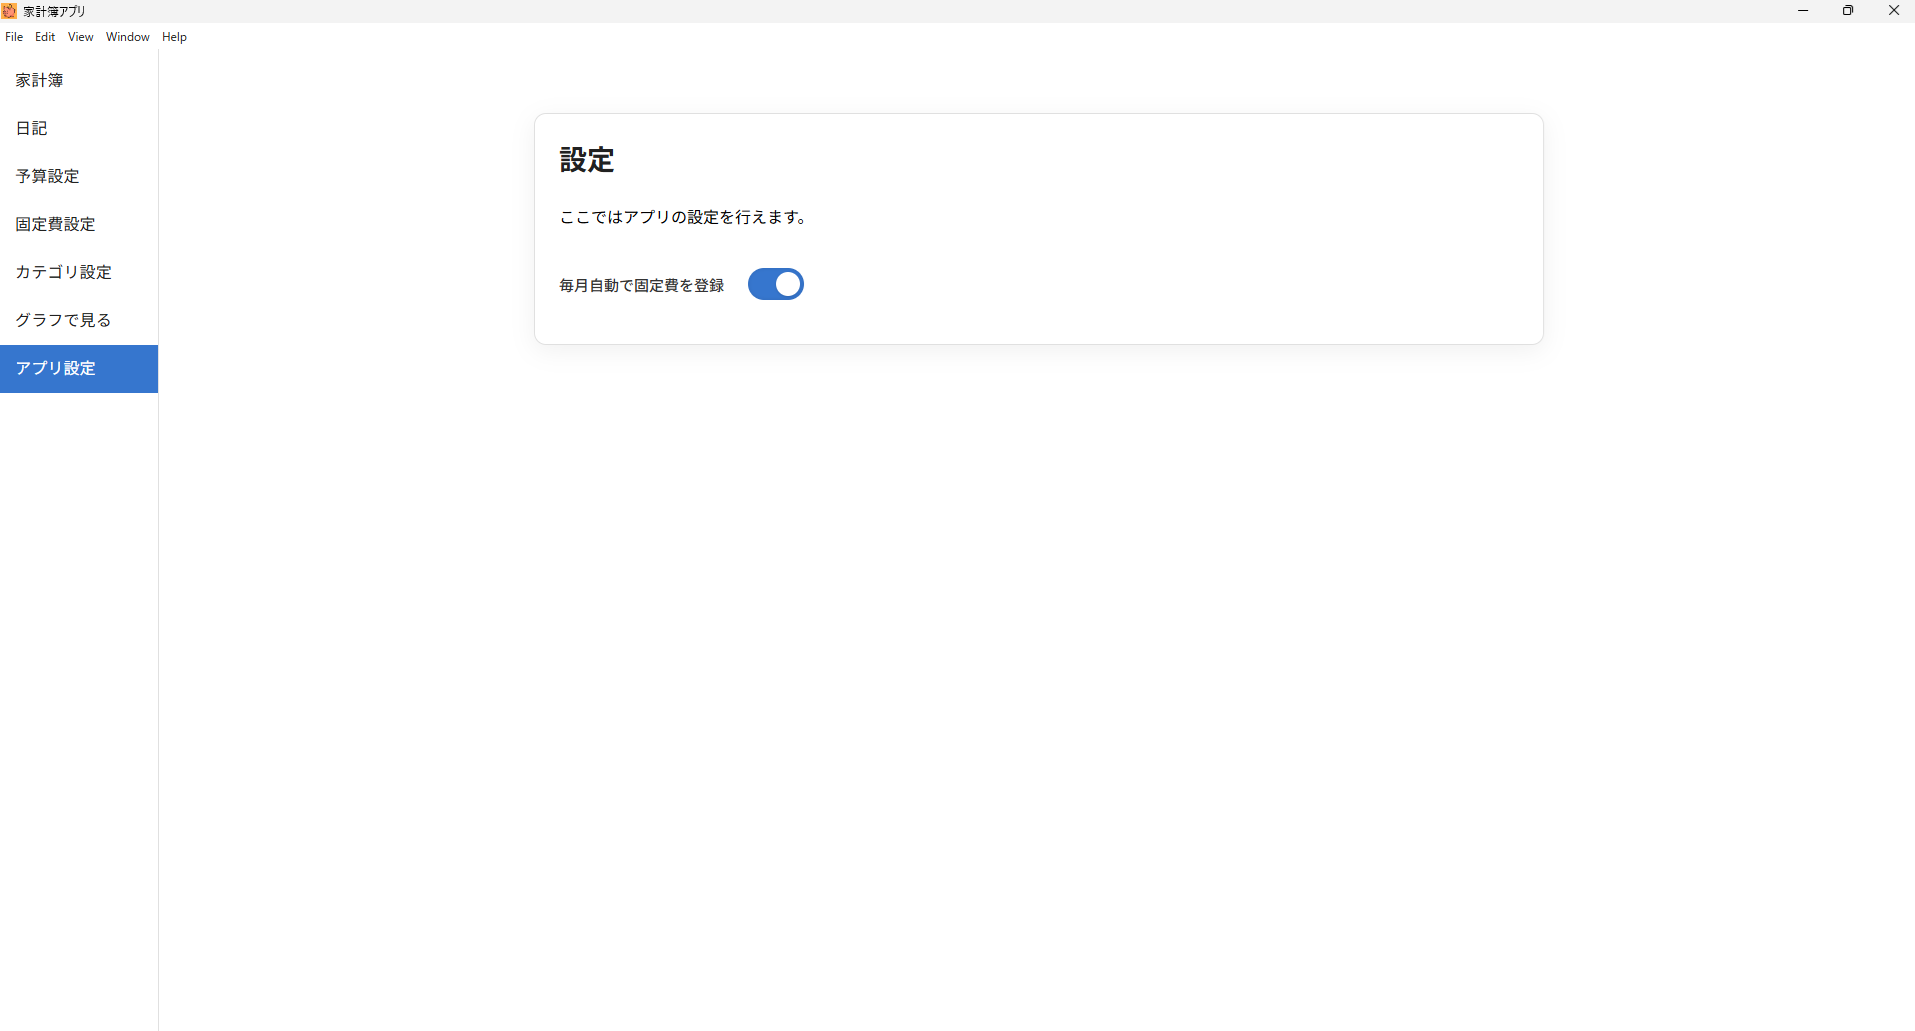 家計簿アプリ
File Edit View Window Help
家計簿
日記
予算設定
固定費設定
カテゴリ設定
グラフで見る
アプリ設定
設定
ここではアプリの設定を行えます。
毎月自動で固定費を登録